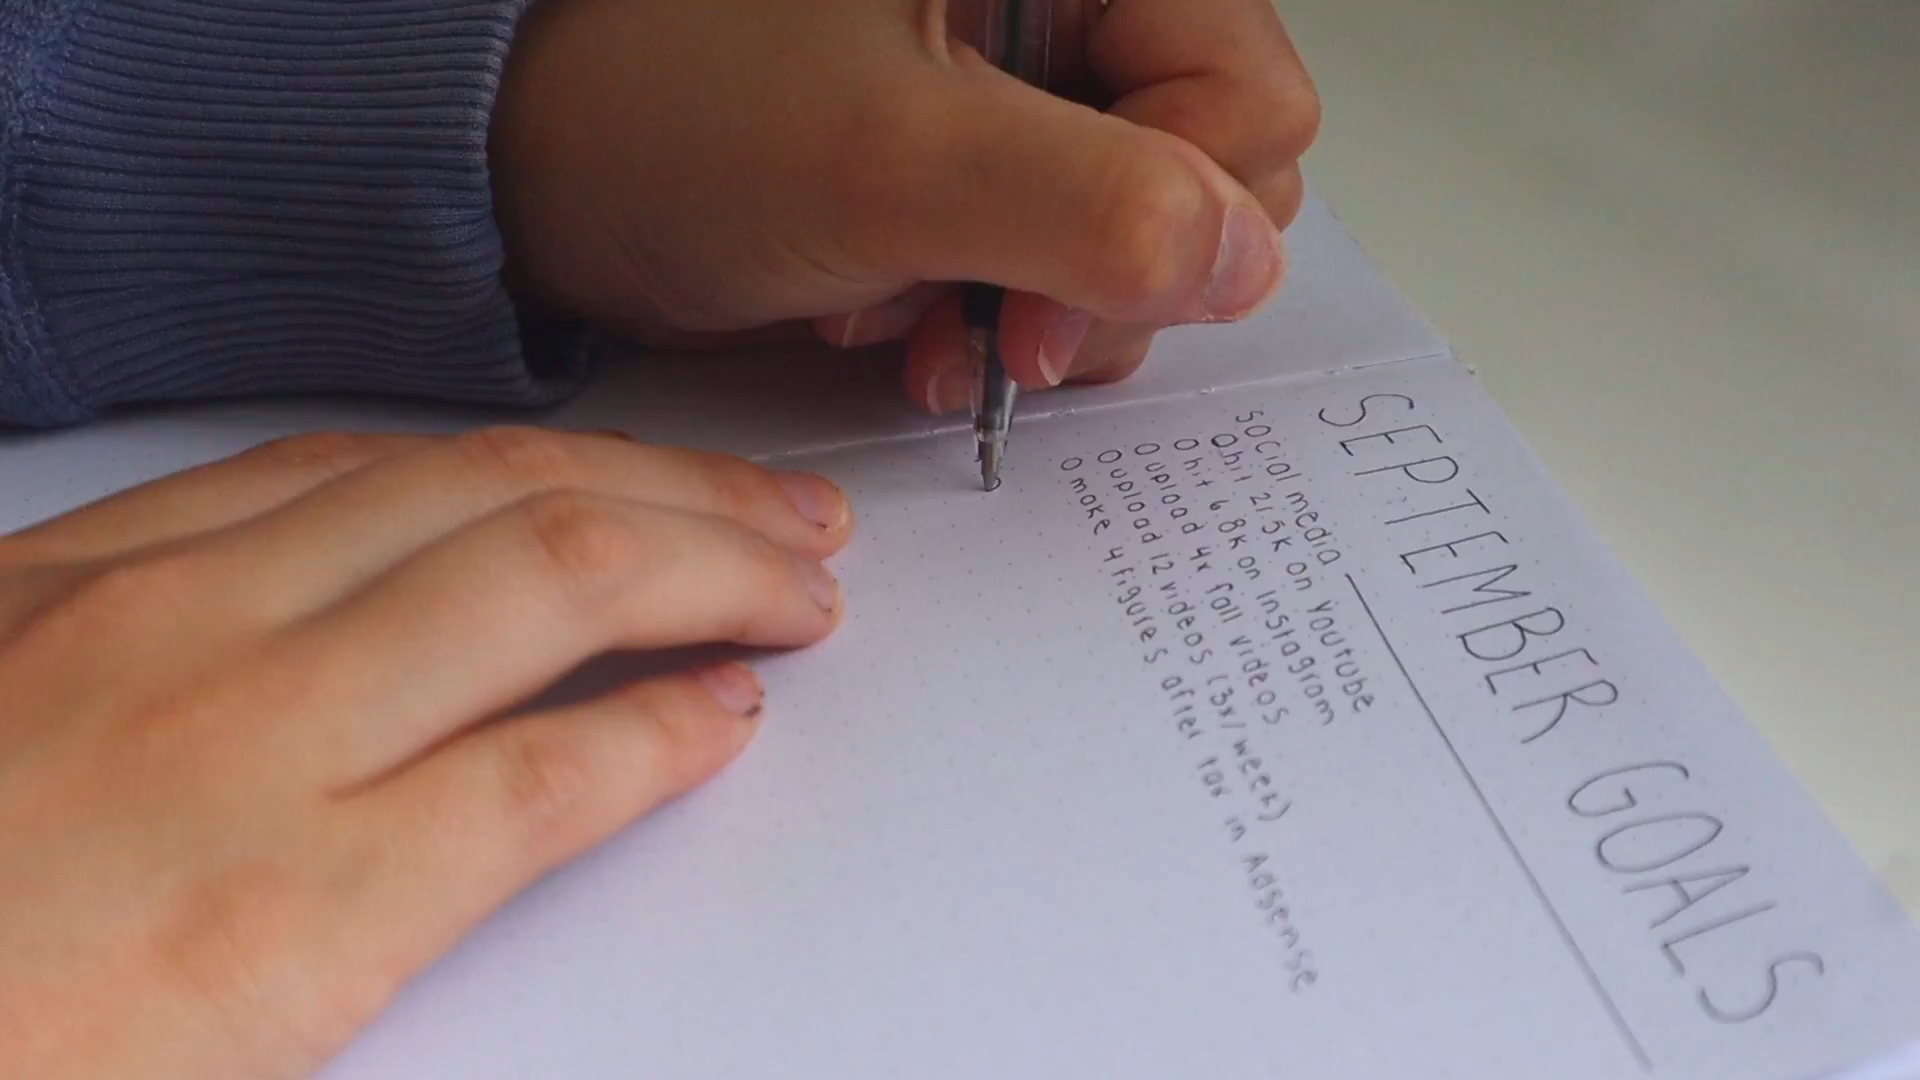 SEPTEMBER GOALS
social media
O hit 21.5K on Youtube
O hit 6.8K on Instagram
O upload 4x fall videos
O upload 12 videos (3x/week)
O make 4 figures after tax in Adsense